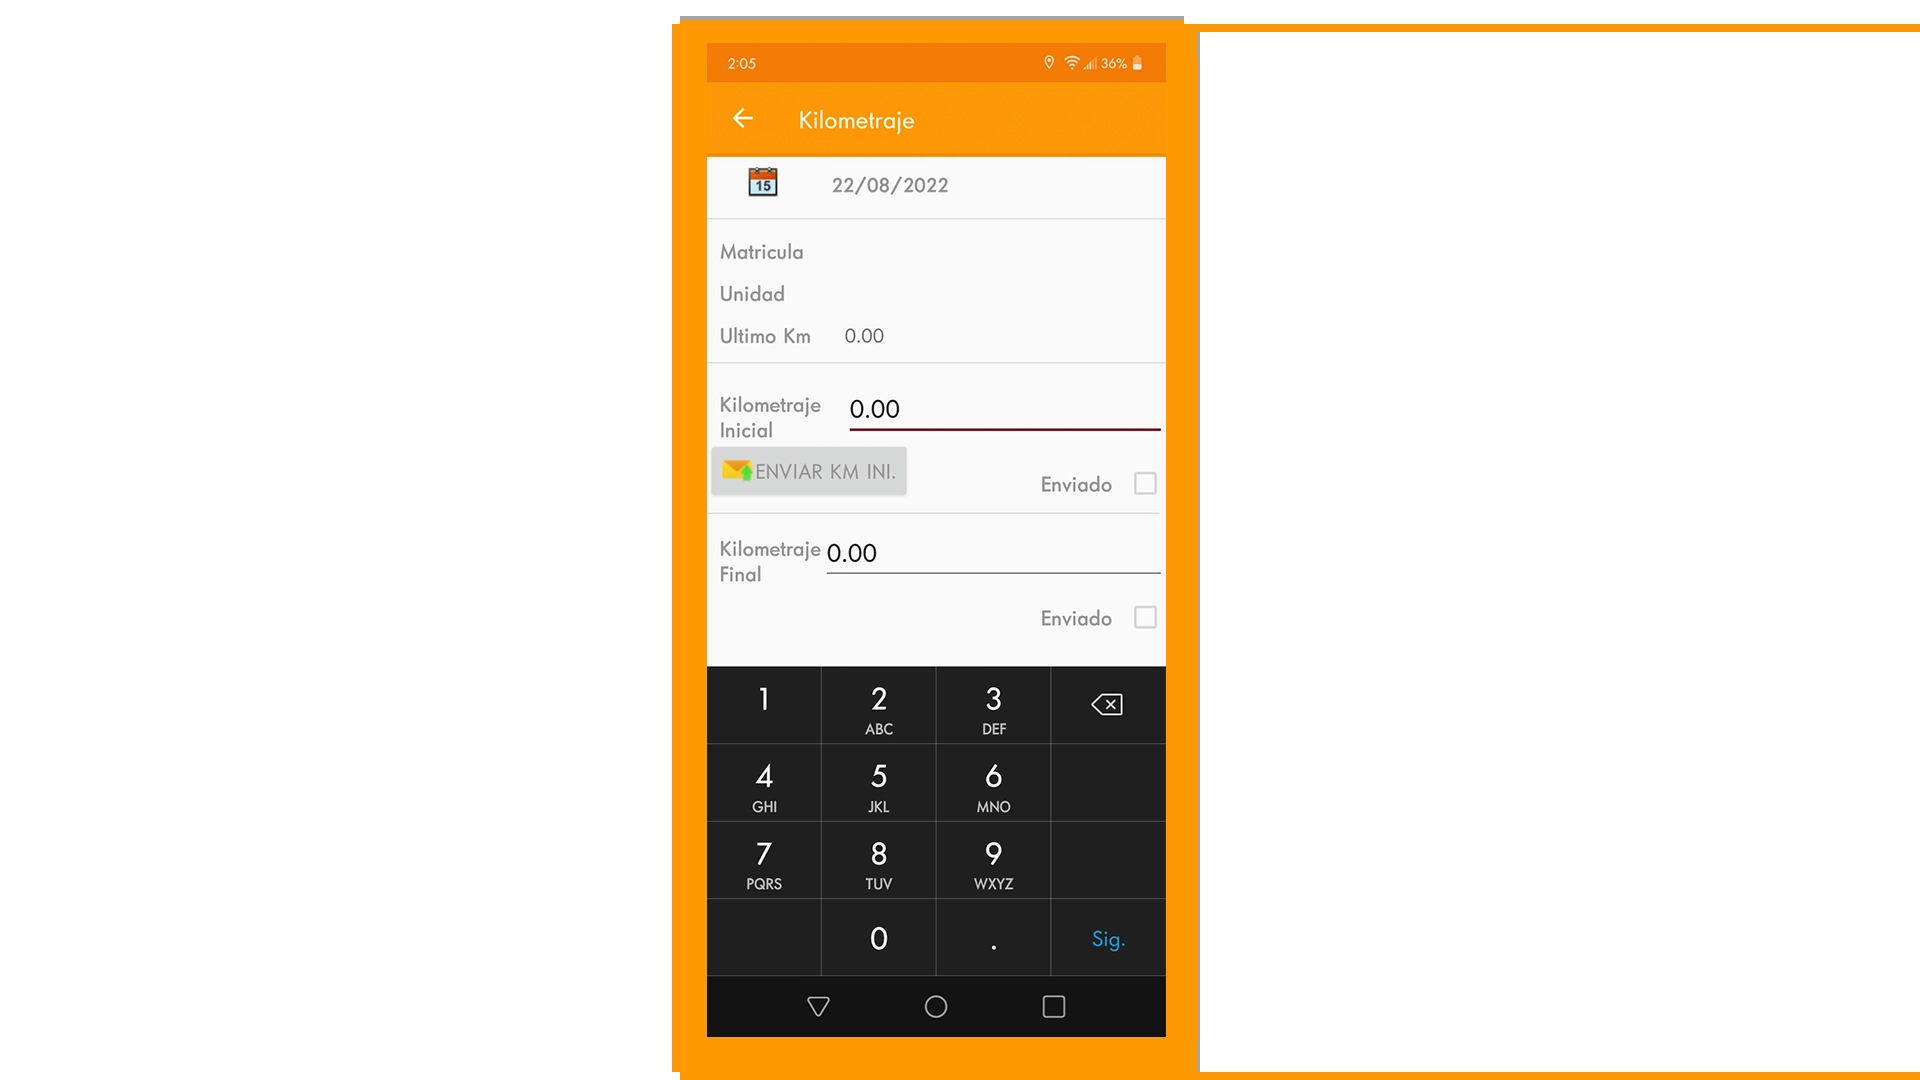 2:05 36%
Kilometraje
15 22/08/2022
Matricula
Unidad
Ultimo Km 0.00
Kilometraje
Inicial
0.00
ENVIAR KM INI.
Enviado
Kilometraje
Final
0.00
Enviado
1 2 3
ABC DEF
4 5 6
GHI JKL MNO
7 8 9
PQRS TUV WXYZ
0 . Sig.